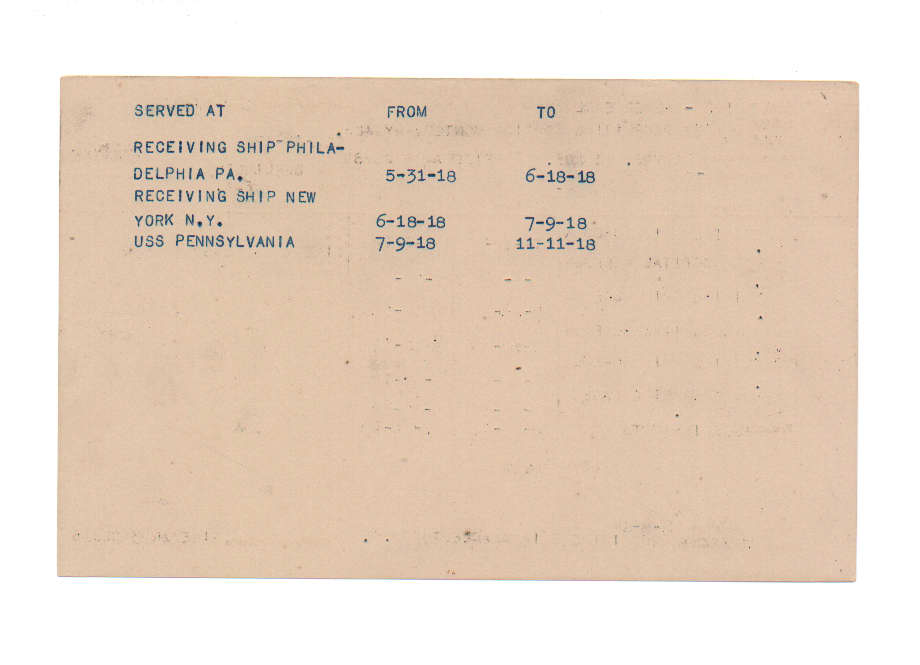 SERVED AT FROM TO
RECEIVING SHIP PHILA-
DELPHIA PA. 5-31-18 6-18-18
RECEIVING SHIP NEW
YORK N.Y. 6-18-18 7-9-18
USS PENNSYLVANIA 7-9-18 11-11-18